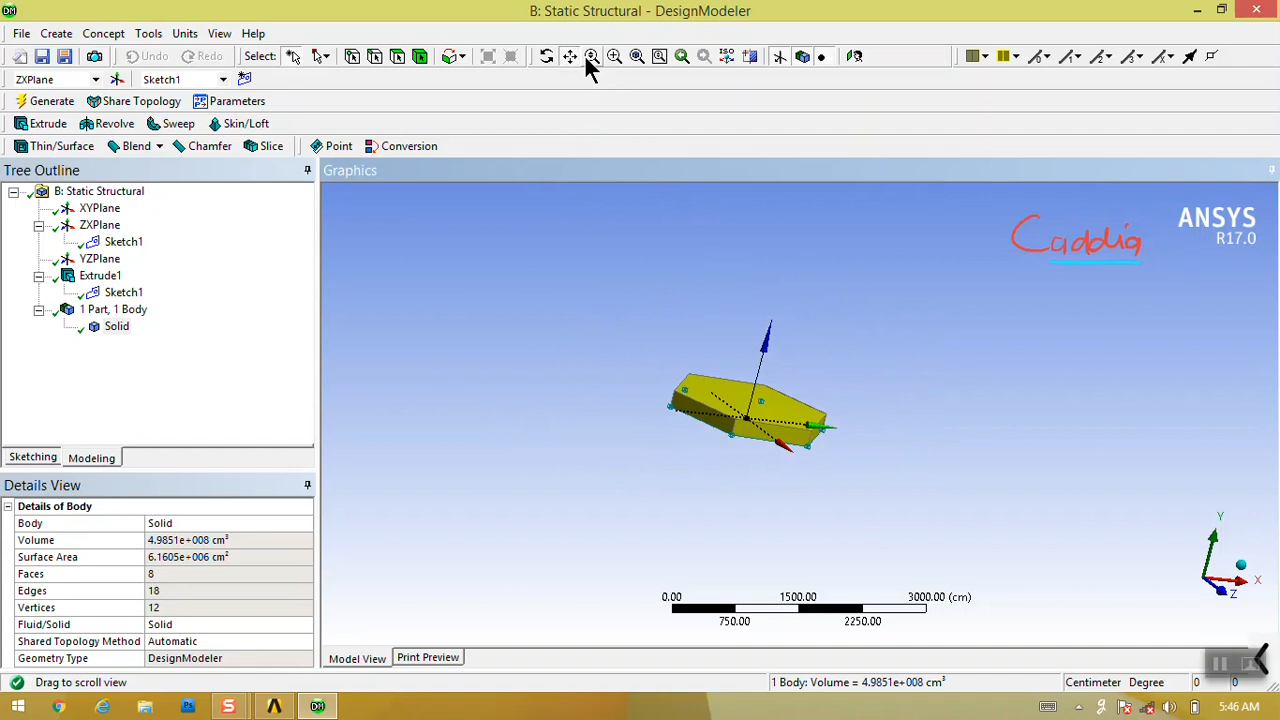 B: Static Structural - DesignModeler
File Create Concept Tools Units View Help
Undo Redo Select: ISO
ZXPlane Sketch1
Generate Share Topology Parameters
Extrude Revolve Sweep Skin/Loft
Thin/Surface Blend Chamfer Slice Point Conversion
Tree Outline
B: Static Structural
XYPlane
ZXPlane
Sketch1
YZPlane
Extrude1
Sketch1
1 Part, 1 Body
Solid
Sketching Modeling
Details View
Details of Body
Body Solid
Volume 4.9851e+008 cm³
Surface Area 6.1605e+006 cm²
Faces 8
Edges 18
Vertices 12
Fluid/Solid Solid
Shared Topology Method Automatic
Geometry Type DesignModeler
Graphics
Caddiq
ANSYS
R17.0
Y
X
Z
0.00 1500.00 3000.00 (cm)
750.00 2250.00
Model View Print Preview
Drag to scroll view 1 Body: Volume = 4.9851e+008 cm³ Centimeter Degree 0 0
5:46 AM